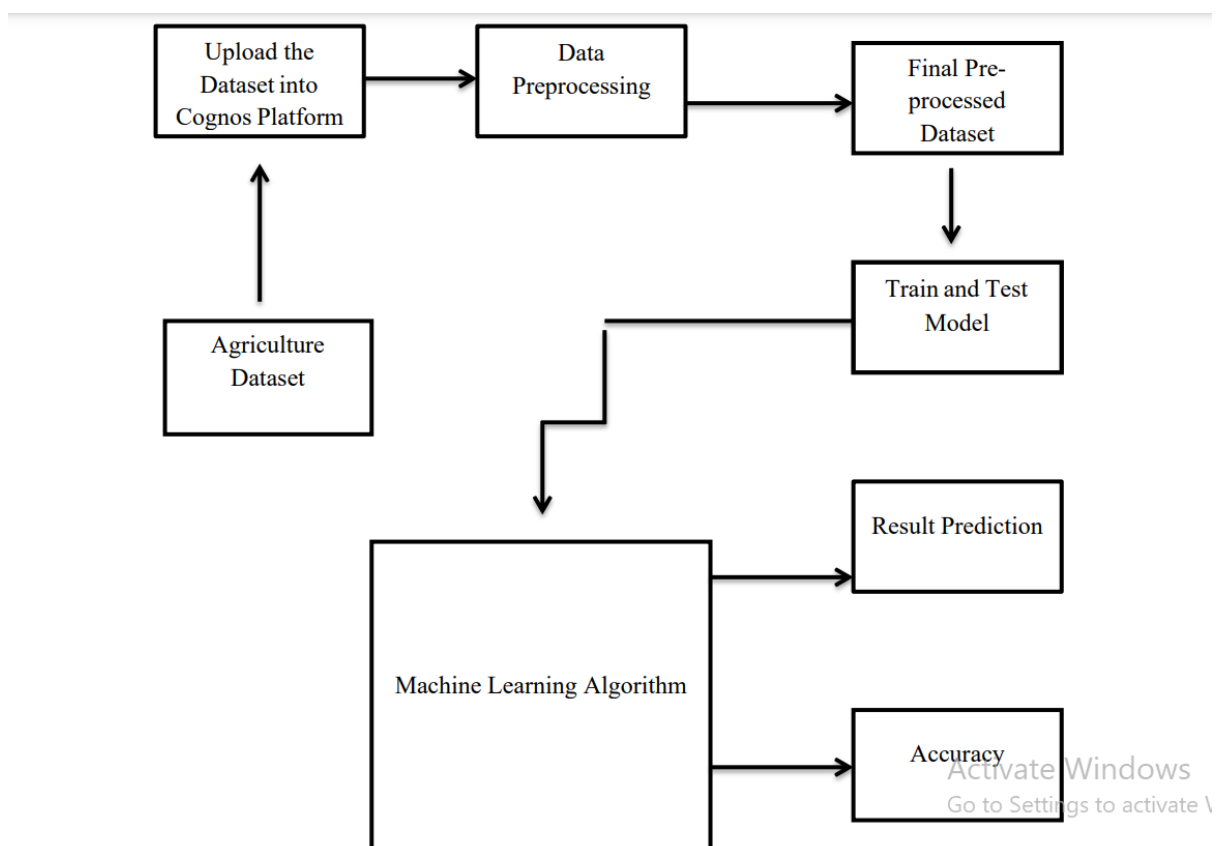 Upload the
Dataset into
Cognos Platform
Data
Preprocessing
Final Pre-
processed
Dataset
Agriculture
Dataset
Train and Test
Model
Machine Learning Algorithm
Result Prediction
Accuracy
Activate Windows
Go to Settings to activate